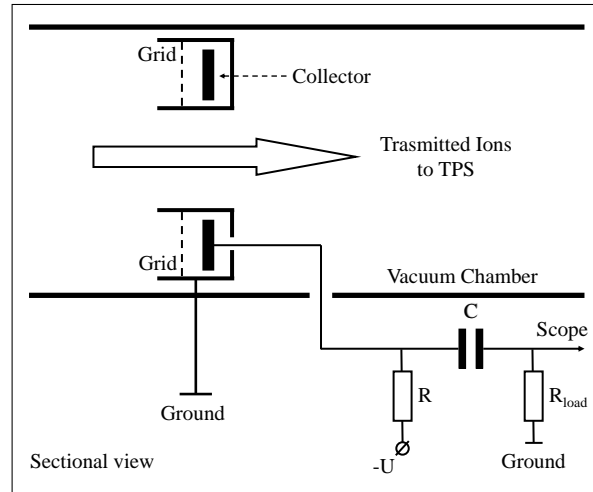 Grid
Collector
Trasmitted Ions
to TPS
Grid
Vacuum Chamber
C
Scope
Ground
R
R_load
-U
Ground
Sectional view